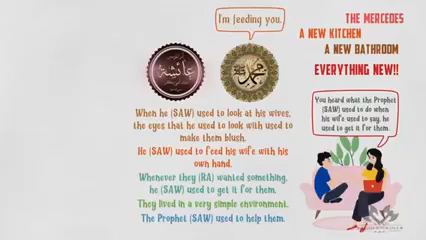 I'm feeding you.
عائشة
محمد ﷺ
When he (SAW) used to look at his wives,
the eyes that he used to look with used to
make them blush.
He (SAW) used to feed his wife with his
own hand.
Whenever they (RA) wanted something,
he (SAW) used to get it for them.
They lived in a very simple environment.
The Prophet (SAW) used to help them.
THE MERCEDES
A NEW KITCHEN
A NEW BATHROOM
EVERYTHING NEW!!
You heard what the Prophet
(SAW) used to do when
his wife used to say, he
used to get it for them.